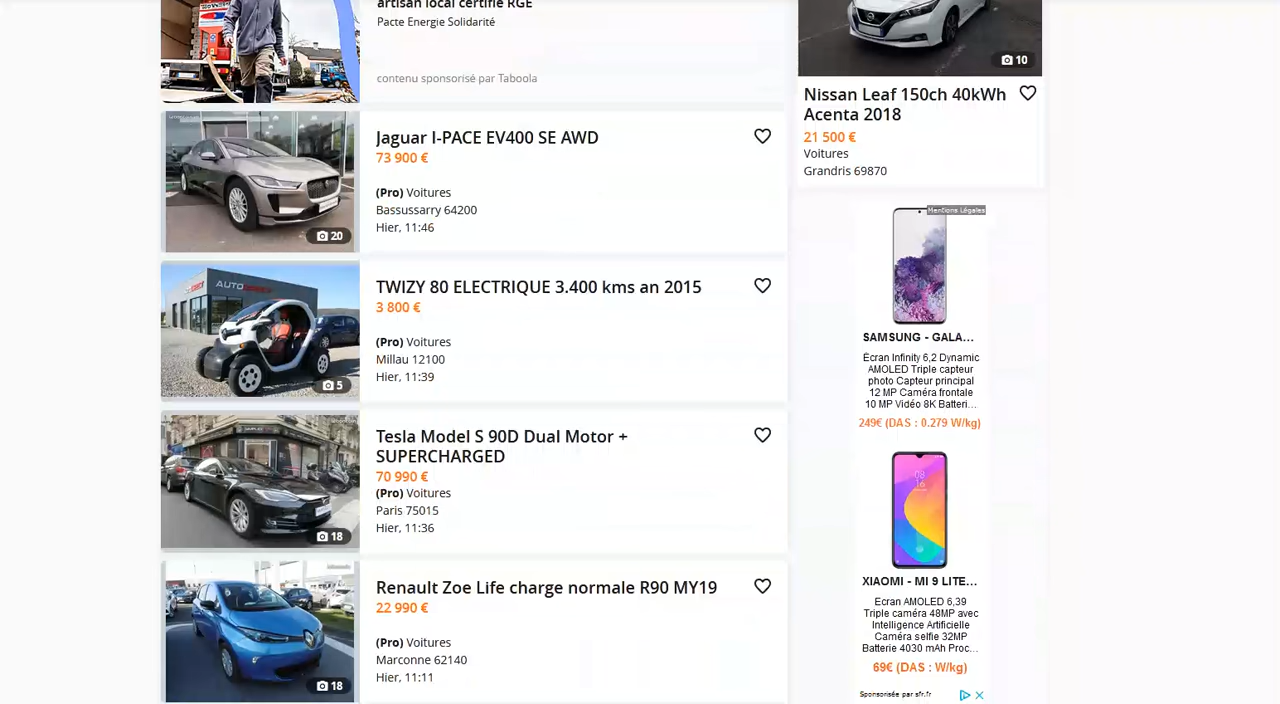 artisan local certifié RGE
Pacte Energie Solidarité
contenu sponsorisé par Taboola
Jaguar I-PACE EV400 SE AWD
73 900 €
(Pro) Voitures
Bassussarry 64200
Hier, 11:46
20
TWIZY 80 ELECTRIQUE 3.400 kms an 2015
3 800 €
(Pro) Voitures
Millau 12100
Hier, 11:39
5
Tesla Model S 90D Dual Motor +
SUPERCHARGED
70 990 €
(Pro) Voitures
Paris 75015
Hier, 11:36
18
Renault Zoe Life charge normale R90 MY19
22 990 €
(Pro) Voitures
Marconne 62140
Hier, 11:11
18
10
Nissan Leaf 150ch 40kWh
Acenta 2018
21 500 €
Voitures
Grandris 69870
Mentions Légales
SAMSUNG - GALA...
Écran Infinity 6,2 Dynamic
AMOLED Triple capteur
photo Capteur principal
12 MP Caméra frontale
10 MP Vidéo 8K Batteri...
249€ (DAS : 0.279 W/kg)
08
16
XIAOMI - MI 9 LITE...
Ecran AMOLED 6,39
Triple caméra 48MP avec
Intelligence Artificielle
Caméra selfie 32MP
Batterie 4030 mAh Proc...
69€ (DAS : W/kg)
Sponsorisée par sfr.fr